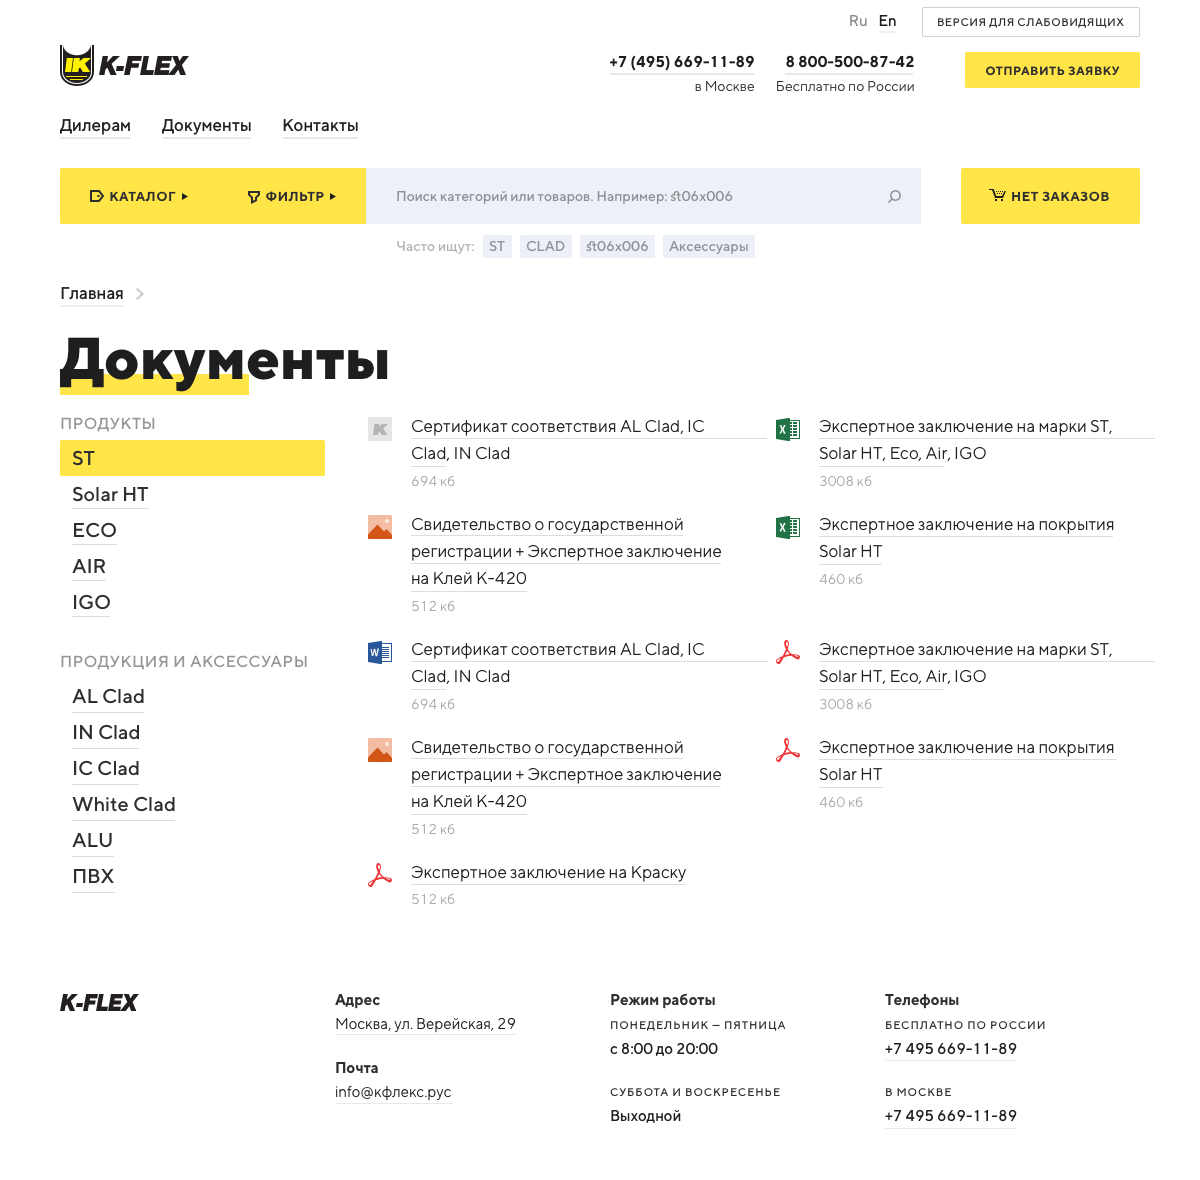 Ru En ВЕРСИЯ ДЛЯ СЛАБОВИДЯЩИХ
K-FLEX
+7 (495) 669-11-89 8 800-500-87-42 ОТПРАВИТЬ ЗАЯВКУ
в Москве Бесплатно по России
Дилерам Документы Контакты
КАТАЛОГ ФИЛЬТР Поиск категорий или товаров. Например: st06x006 НЕТ ЗАКАЗОВ
Часто ищут: ST CLAD st06x006 Аксессуары
Главная
Документы
ПРОДУКТЫ
ST
Solar HT
ECO
AIR
IGO
ПРОДУКЦИЯ И АКСЕССУАРЫ
AL Clad
IN Clad
IC Clad
White Clad
ALU
ПВХ
Сертификат соответствия AL Clad, IC
Clad, IN Clad
694 кб
Экспертное заключение на марки ST,
Solar HT, Eco, Air, IGO
3008 кб
Свидетельство о государственной
регистрации + Экспертное заключение
на Клей К-420
512 кб
Экспертное заключение на покрытия
Solar HT
460 кб
Сертификат соответствия AL Clad, IC
Clad, IN Clad
694 кб
Экспертное заключение на марки ST,
Solar HT, Eco, Air, IGO
3008 кб
Свидетельство о государственной
регистрации + Экспертное заключение
на Клей К-420
512 кб
Экспертное заключение на покрытия
Solar HT
460 кб
Экспертное заключение на Краску
512 кб
K-FLEX
Адрес
Москва, ул. Верейская, 29
Почта
info@кфлекс.рус
Режим работы
ПОНЕДЕЛЬНИК – ПЯТНИЦА
с 8:00 до 20:00
СУББОТА И ВОСКРЕСЕНЬЕ
Выходной
Телефоны
БЕСПЛАТНО ПО РОССИИ
+7 495 669-11-89
В МОСКВЕ
+7 495 669-11-89